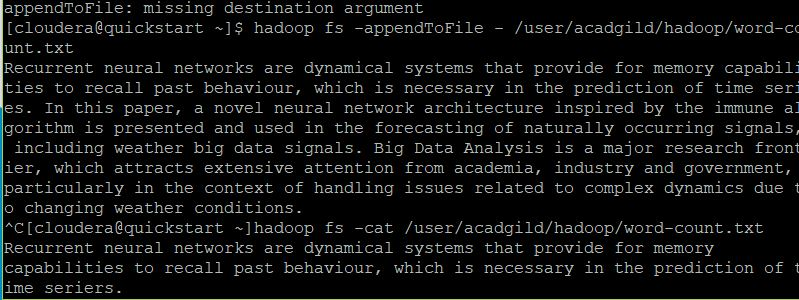 appendToFile: missing destination argument
[cloudera@quickstart ~]$ hadoop fs -appendToFile - /user/acadgild/hadoop/word-co
unt.txt
Recurrent neural networks are dynamical systems that provide for memory capabili
ties to recall past behaviour, which is necessary in the prediction of time seri
es. In this paper, a novel neural network architecture inspired by the immune al
gorithm is presented and used in the forecasting of naturally occurring signals,
 including weather big data signals. Big Data Analysis is a major research front
ier, which attracts extensive attention from academia, industry and government,
particularly in the context of handling issues related to complex dynamics due t
o changing weather conditions.
^C[cloudera@quickstart ~]hadoop fs -cat /user/acadgild/hadoop/word-count.txt
Recurrent neural networks are dynamical systems that provide for memory
capabilities to recall past behaviour, which is necessary in the prediction of t
ime seriers.